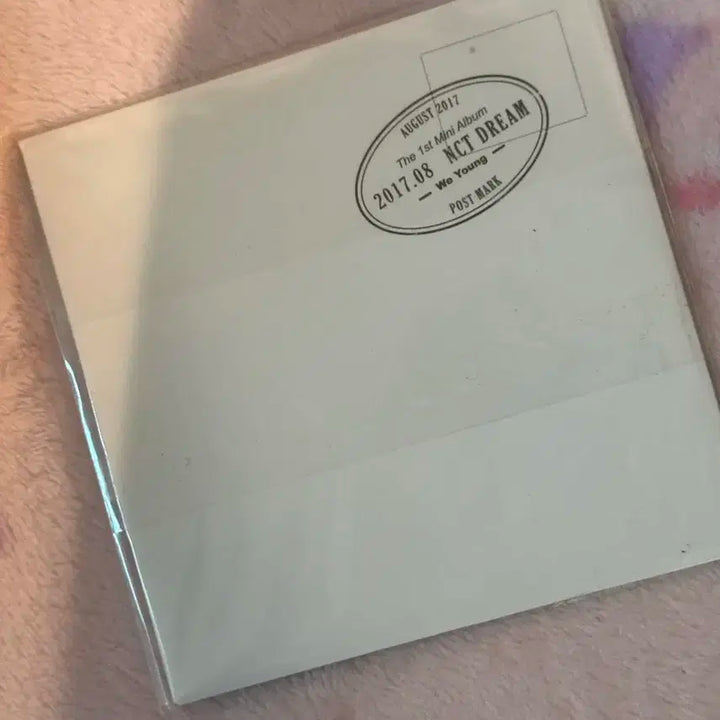 AUGUST 2017
The 1st Mini Album
2017.08 NCT DREAM
— We Young —
POST MARK